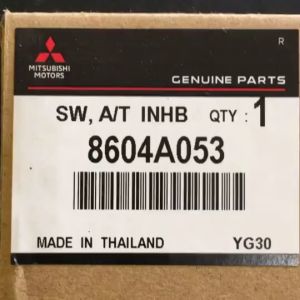 R
MITSUBISHI
MOTORS
GENUINE PARTS
SW, A/T INHB QTY : 1
8604A053
MADE IN THAILAND YG30